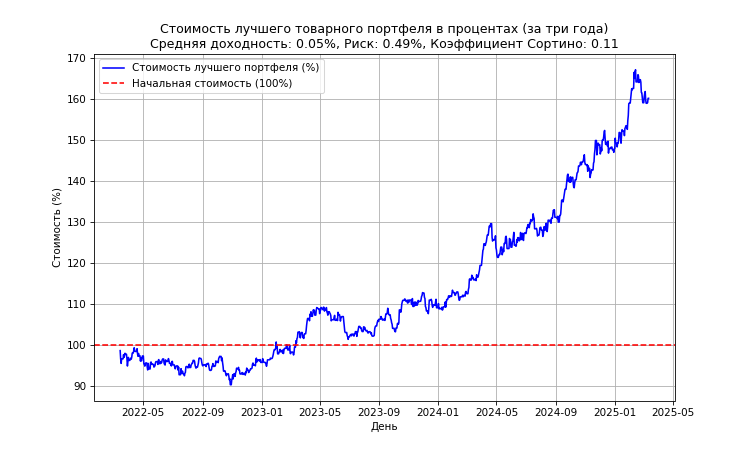 Стоимость лучшего товарного портфеля в процентах (за три года)
Средняя доходность: 0.05%, Риск: 0.49%, Коэффициент Сортино: 0.11
Стоимость лучшего портфеля (%)
Начальная стоимость (100%)
Стоимость (%)
170
160
150
140
130
120
110
100
90
2022-05 2022-09 2023-01 2023-05 2023-09 2024-01 2024-05 2024-09 2025-01 2025-05
День